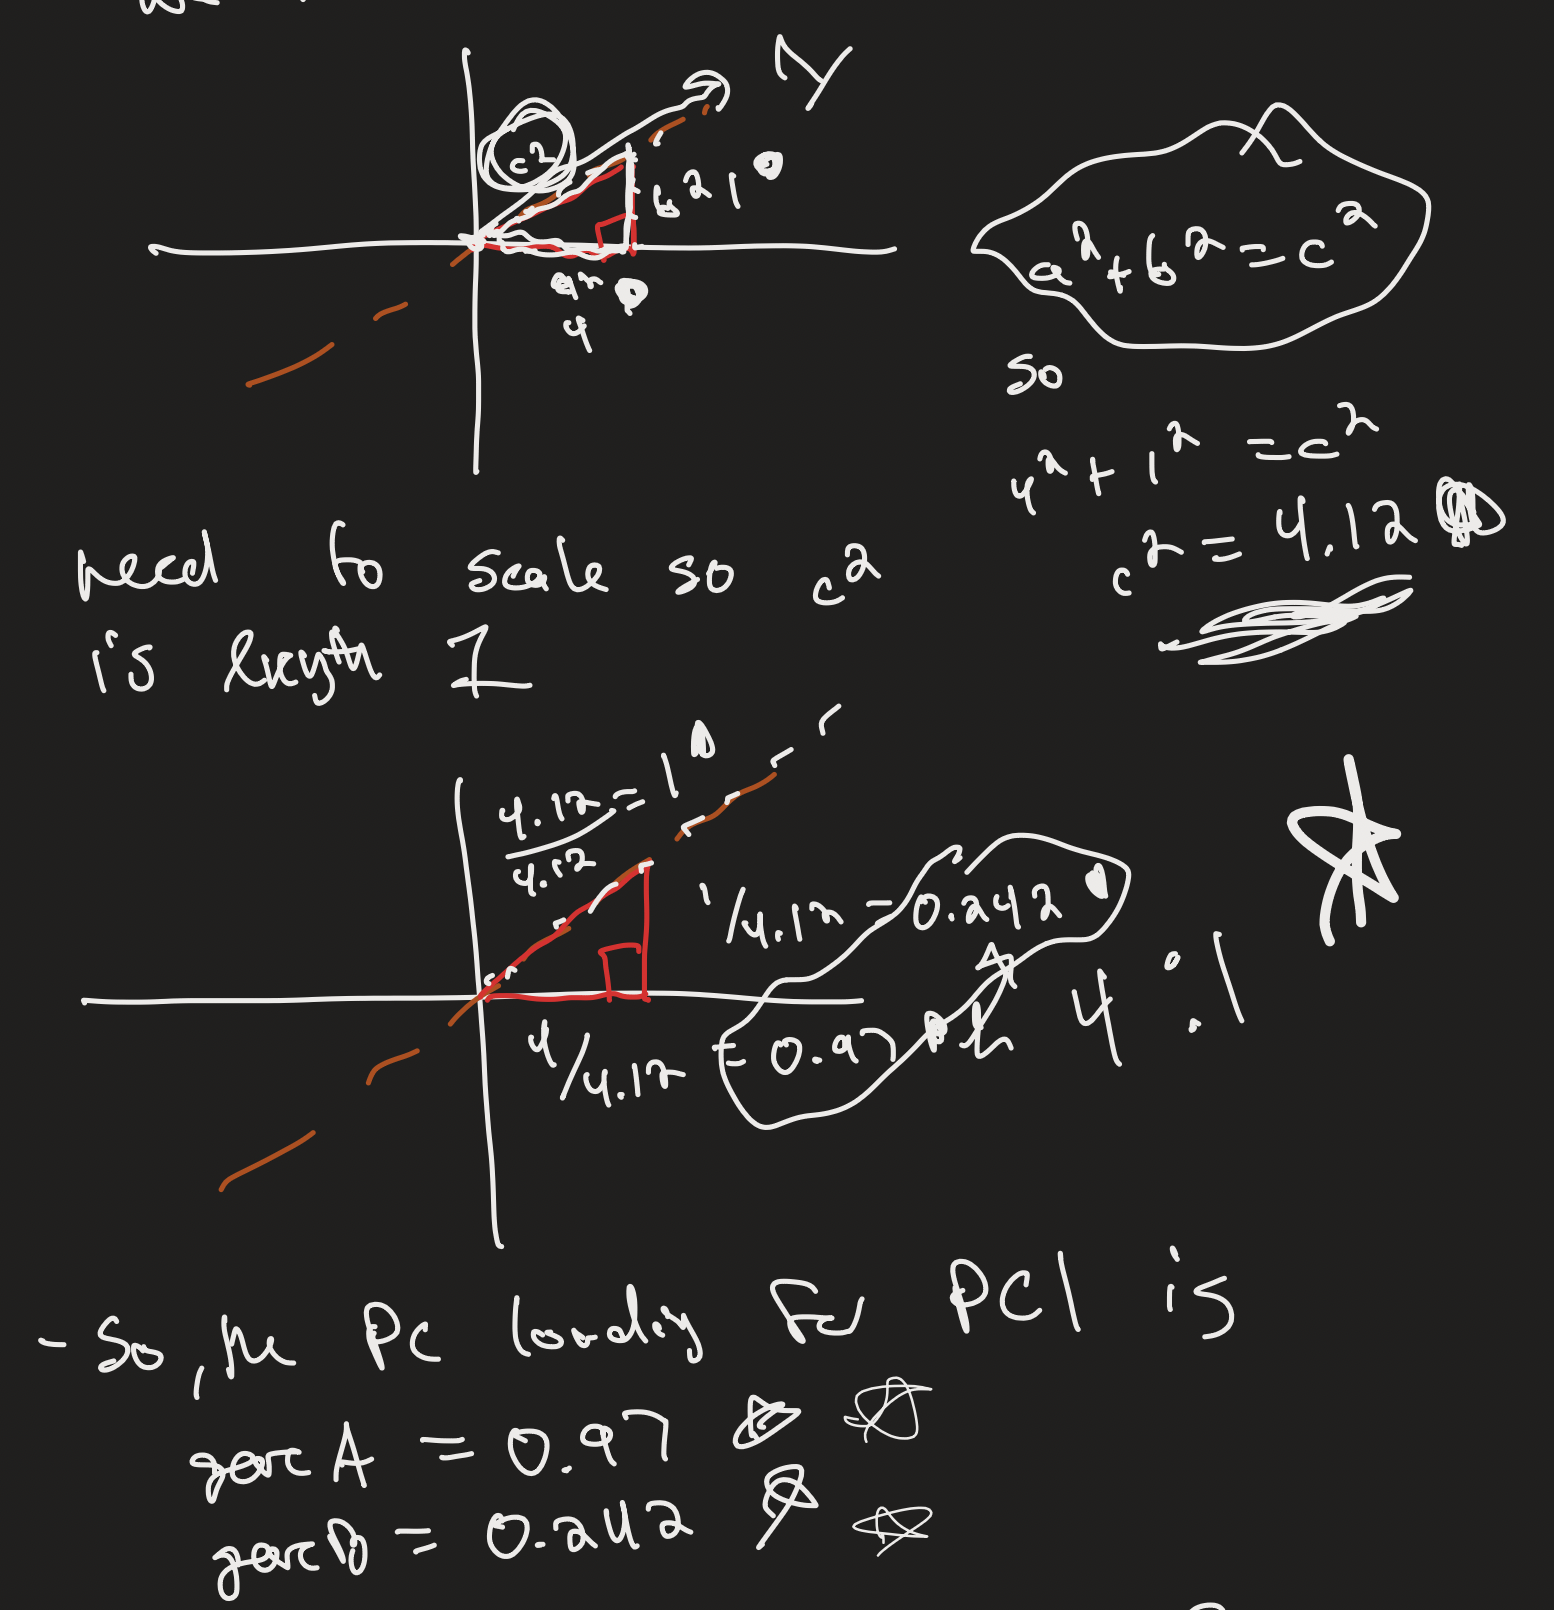 c²
b² 1
a²
4
a² + b² = c²
so
4² + 1² = c²
c² = 4.12
need to scale so c²
is length 1
4.12/4.12 = 1
1/4.12 = 0.242
4/4.12 = 0.97
4:1
- So, the PC loading for PC1 is
gene A = 0.97
gene B = 0.242